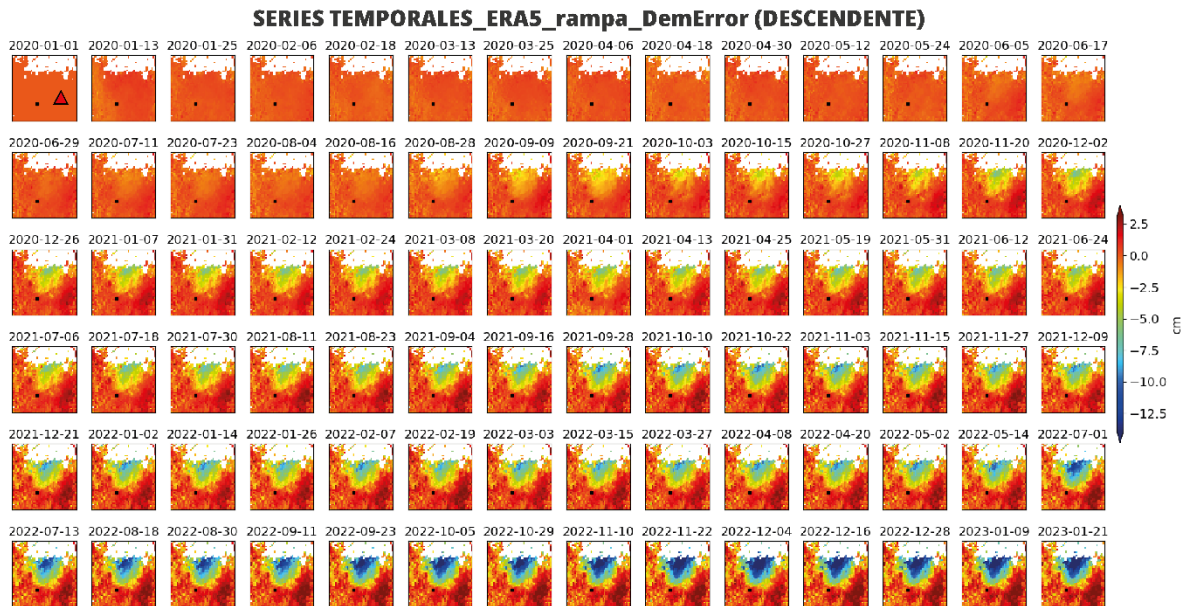 SERIES TEMPORALES_ERA5_rampa_DemError (DESCENDENTE)
2020-01-01 2020-01-13 2020-01-25 2020-02-06 2020-02-18 2020-03-13 2020-03-25 2020-04-06 2020-04-18 2020-04-30 2020-05-12 2020-05-24 2020-06-05 2020-06-17
2020-06-29 2020-07-11 2020-07-23 2020-08-04 2020-08-16 2020-08-28 2020-09-09 2020-09-21 2020-10-03 2020-10-15 2020-10-27 2020-11-08 2020-11-20 2020-12-02
2020-12-26 2021-01-07 2021-01-31 2021-02-12 2021-02-24 2021-03-08 2021-03-20 2021-04-01 2021-04-13 2021-04-25 2021-05-19 2021-05-31 2021-06-12 2021-06-24
2021-07-06 2021-07-18 2021-07-30 2021-08-11 2021-08-23 2021-09-04 2021-09-16 2021-09-28 2021-10-10 2021-10-22 2021-11-03 2021-11-15 2021-11-27 2021-12-09
2021-12-21 2022-01-02 2022-01-14 2022-01-26 2022-02-07 2022-02-19 2022-03-03 2022-03-15 2022-03-27 2022-04-08 2022-04-20 2022-05-02 2022-05-14 2022-07-01
2022-07-13 2022-08-18 2022-08-30 2022-09-11 2022-09-23 2022-10-05 2022-10-29 2022-11-10 2022-11-22 2022-12-04 2022-12-16 2022-12-28 2023-01-09 2023-01-21
2.5
0.0
−2.5
−5.0
−7.5
−10.0
−12.5
cm